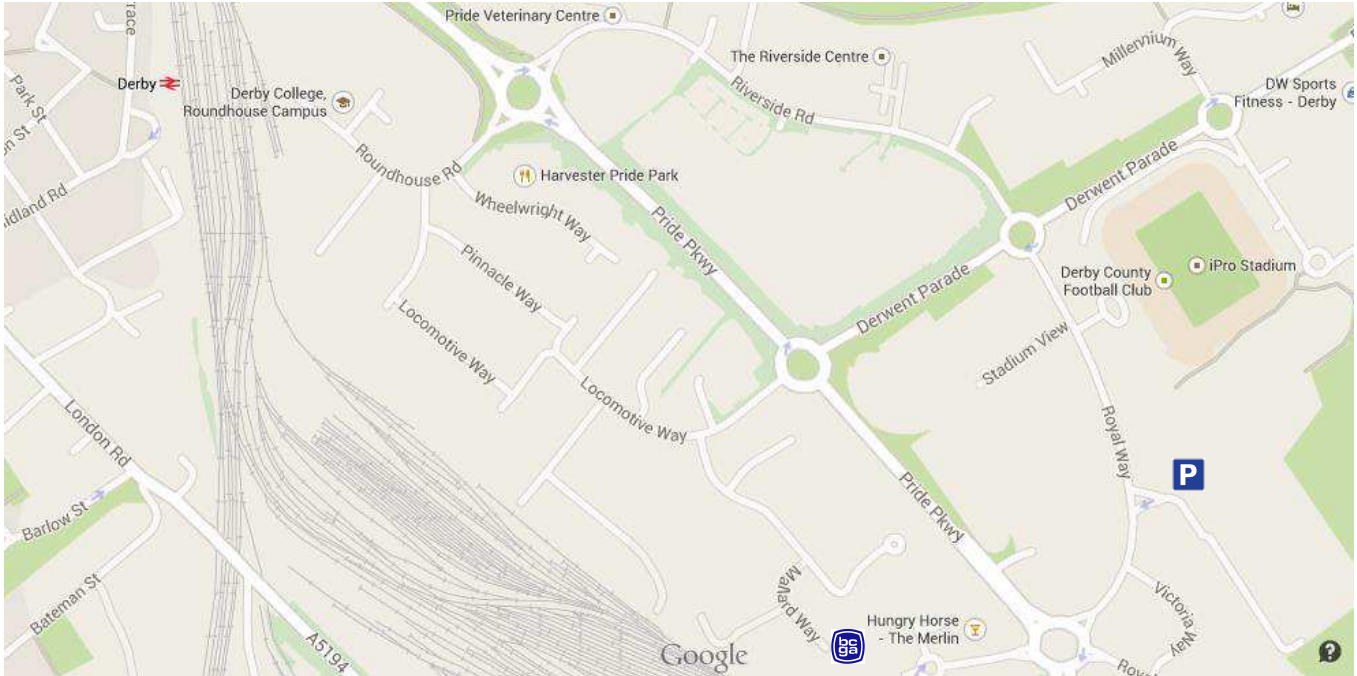 Pride Veterinary Centre
The Riverside Centre
Millennium Way
Derby
Derby College,
Roundhouse Campus
DW Sports
Fitness - Derby
Park St
Riverside Rd
Roundhouse Rd
Harvester Pride Park
Derwent Parade
Wheelwright Way
Pride Pkwy
Pinnacle Way
iPro Stadium
Derby County
Football Club
Derwent Parade
Locomotive Way
Stadium View
Locomotive Way
London Rd
Royal Way
P
Pride Pkwy
Barlow St
Bateman St
Mallard Way
Victoria Way
Hungry Horse
- The Merlin
bc
ga
A5194
Google
?